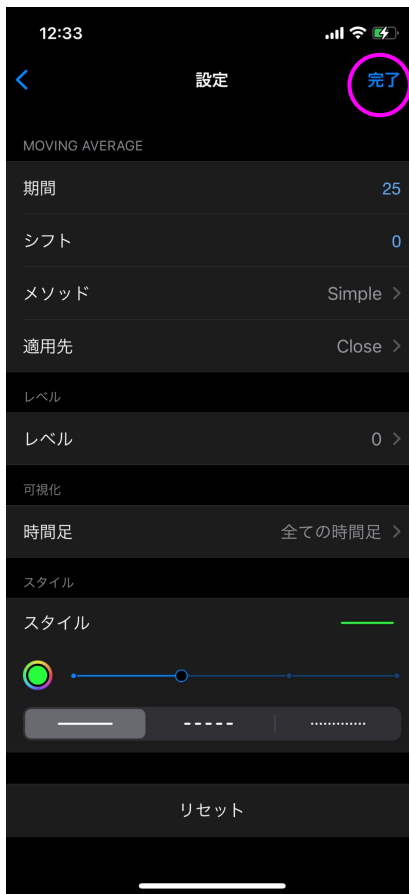 12:33
設定
完了
MOVING AVERAGE
期間 25
シフト 0
メソッド Simple
適用先 Close
レベル
レベル 0
可視化
時間足 全ての時間足
スタイル
スタイル
リセット